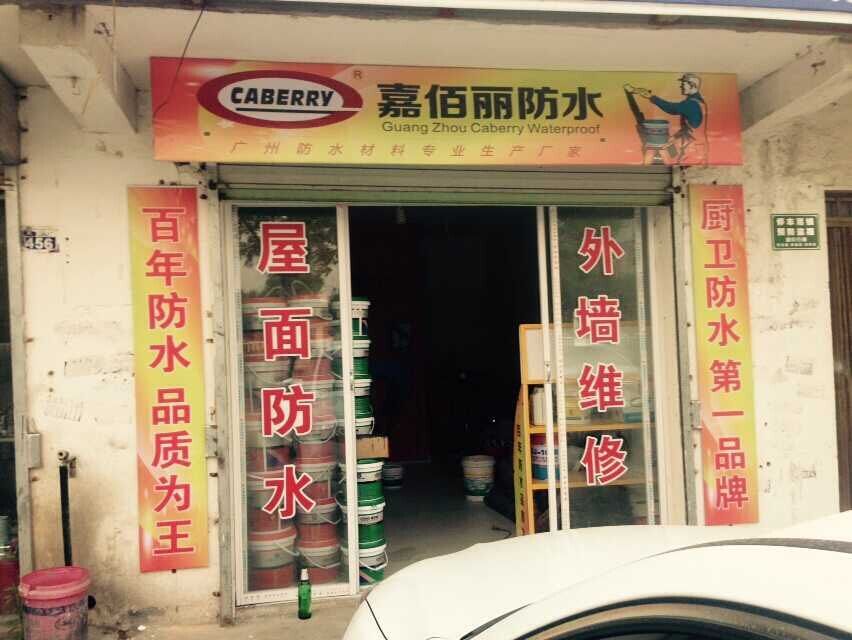 CABERRY
®
嘉佰丽防水
Guang Zhou Caberry Waterproof
广州防水材料专业生产厂家
百年防水品质为王
屋面防水
外墙维修
厨卫防水第一品牌
456